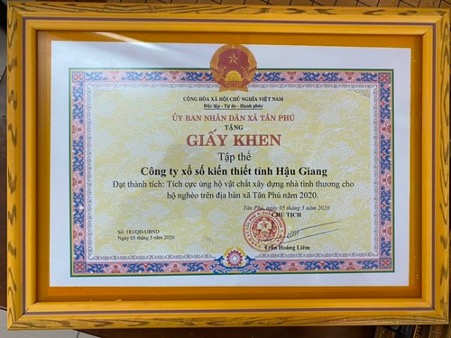 CỘNG HÒA XÃ HỘI CHỦ NGHĨA VIỆT NAM
Độc lập - Tự do - Hạnh phúc
ỦY BAN NHÂN DÂN XÃ TÂN PHÚ
TẶNG
GIẤY KHEN
Tập thể
Công ty xổ số kiến thiết tỉnh Hậu Giang
Đạt thành tích: Tích cực ủng hộ vật chất xây dựng nhà tình thương cho
hộ nghèo trên địa bàn xã Tân Phú năm 2020.
Tân Phú, ngày 05 tháng 5 năm 2020
CHỦ TỊCH
Số: 183/QĐ-UBND
Ngày 05 tháng 5 năm 2020
Trần Hoàng Liêm